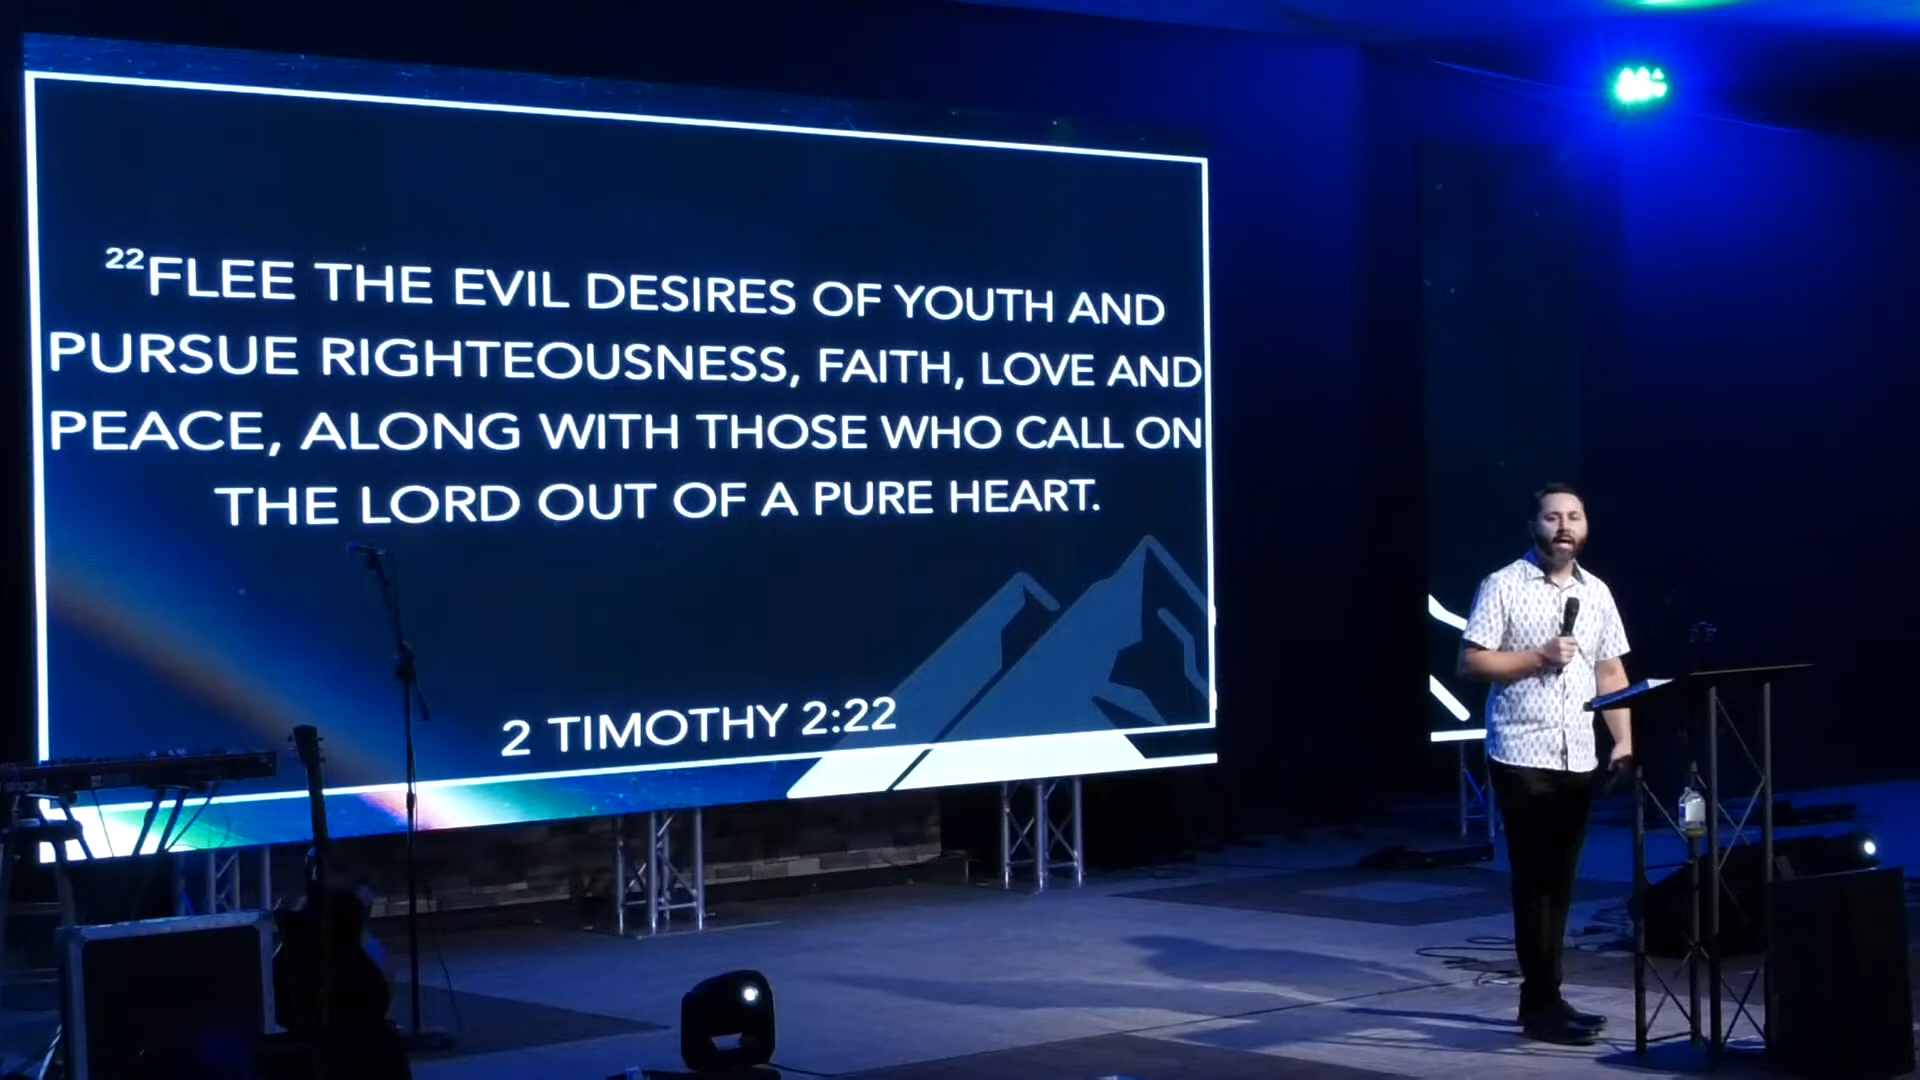 ²²FLEE THE EVIL DESIRES OF YOUTH AND
PURSUE RIGHTEOUSNESS, FAITH, LOVE AND
PEACE, ALONG WITH THOSE WHO CALL ON
THE LORD OUT OF A PURE HEART.
2 TIMOTHY 2:22